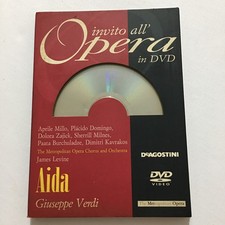 invito all'
Opera
in DVD
Aprile Millo, Placido Domingo,
Dolora Zajick, Sherrill Milnes,
Paata Burchuladze, Dimitri Kavrakos
The Metropolitan Opera Chorus and Orchestra
James Levine
DeAGOSTINI
Aida
Giuseppe Verdi
DVD
VIDEO
The Metropolitan Opera